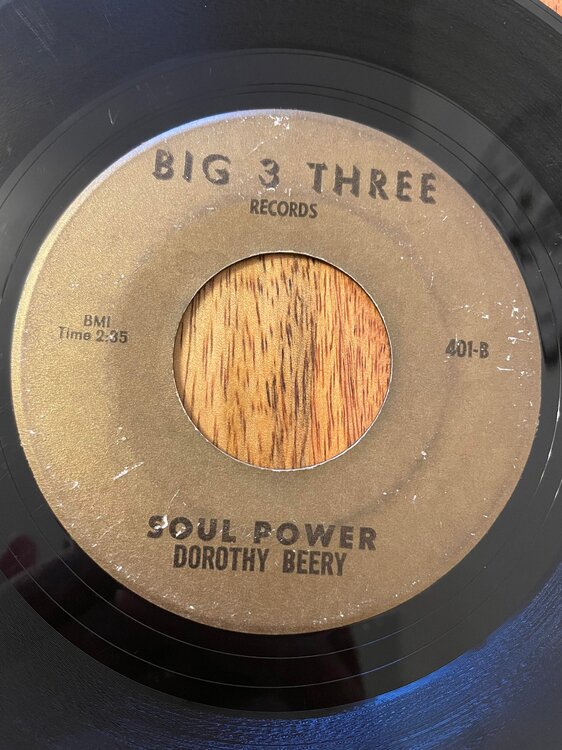 BIG 3 THREE
RECORDS
BMI
Time 2:35
401-B
SOUL POWER
DOROTHY BEERY